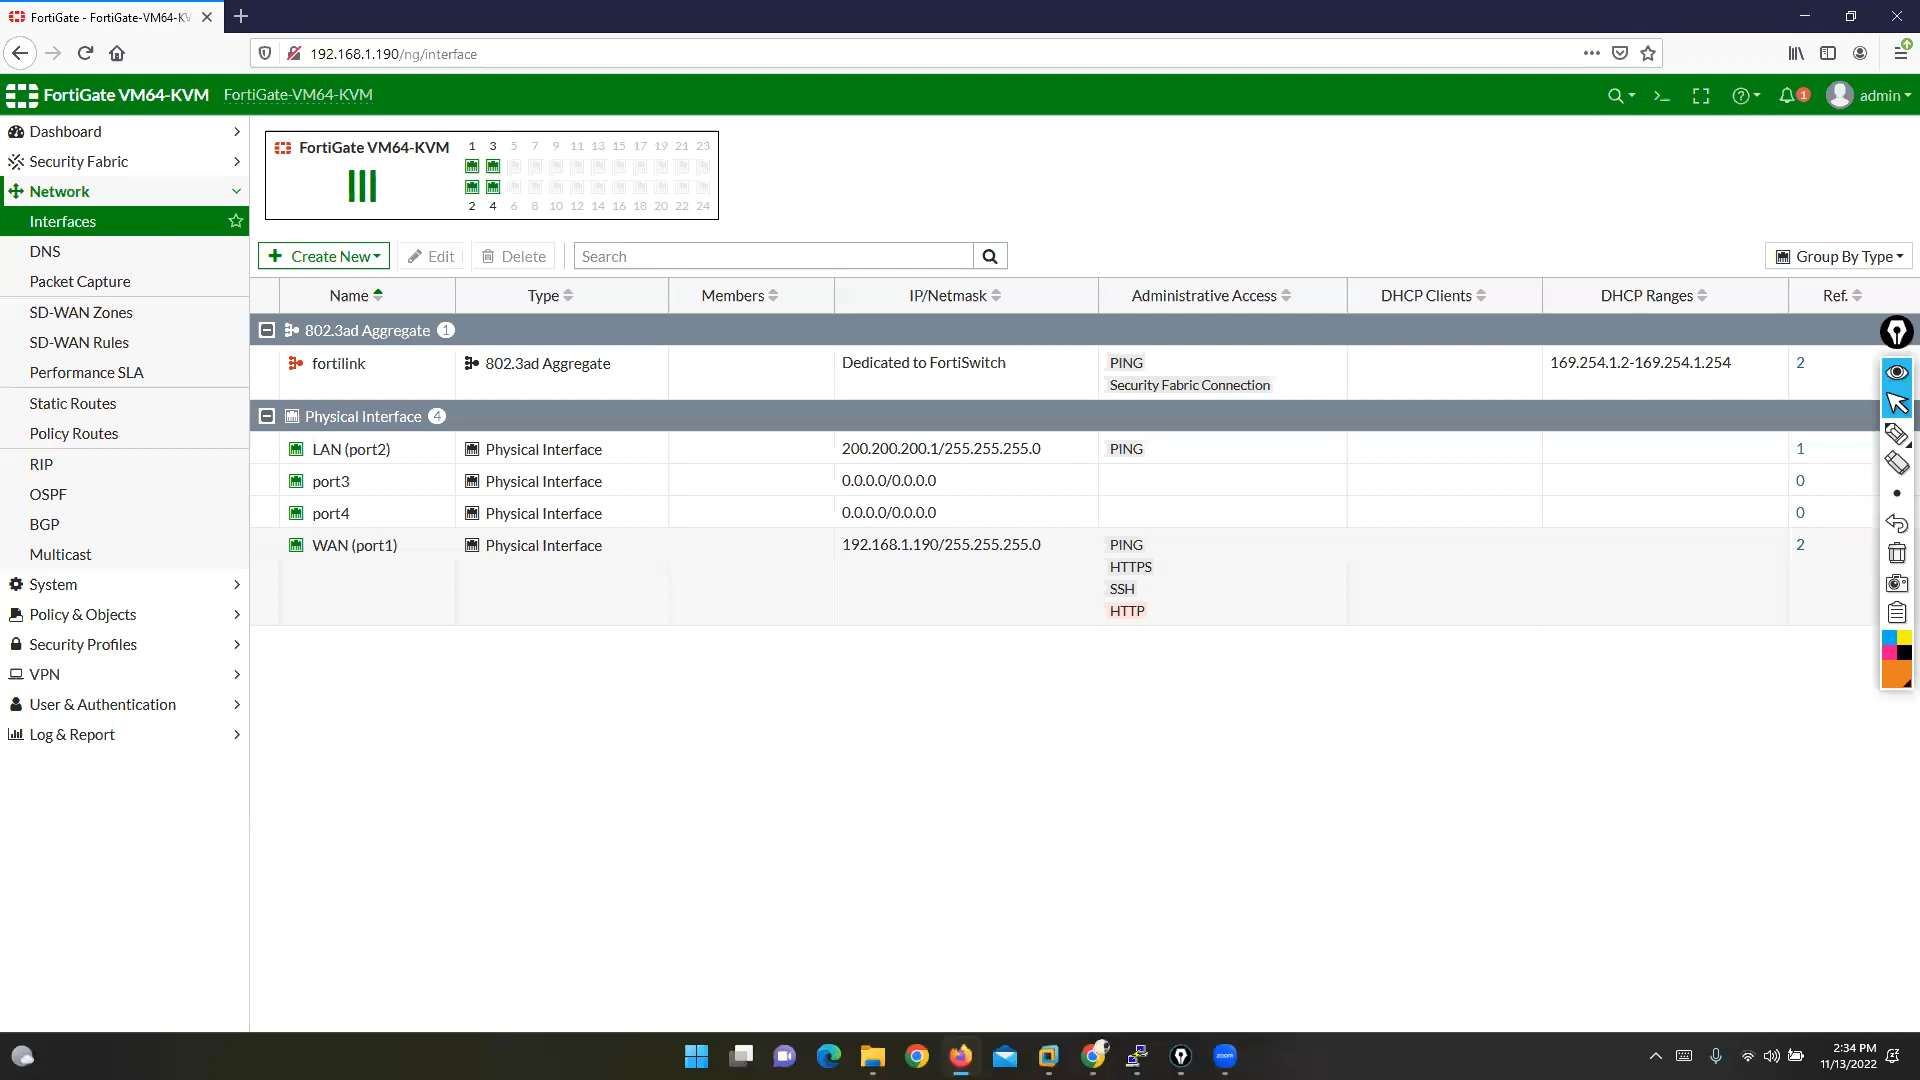 FortiGate - FortiGate-VM64-KV
192.168.1.190/ng/interface
FortiGate VM64-KVM FortiGate-VM64-KVM 1 admin
Dashboard
Security Fabric
Network
Interfaces
DNS
Packet Capture
SD-WAN Zones
SD-WAN Rules
Performance SLA
Static Routes
Policy Routes
RIP
OSPF
BGP
Multicast
System
Policy & Objects
Security Profiles
VPN
User & Authentication
Log & Report
FortiGate VM64-KVM 1 3 5 7 9 11 13 15 17 19 21 23
2 4 6 8 10 12 14 16 18 20 22 24
Create New Edit Delete Search Group By Type
Name Type Members IP/Netmask Administrative Access DHCP Clients DHCP Ranges Ref.
802.3ad Aggregate 1
fortilink 802.3ad Aggregate Dedicated to FortiSwitch PING 169.254.1.2-169.254.1.254 2
Security Fabric Connection
Physical Interface 4
LAN (port2) Physical Interface 200.200.200.1/255.255.255.0 PING 1
port3 Physical Interface 0.0.0.0/0.0.0.0 0
port4 Physical Interface 0.0.0.0/0.0.0.0 0
WAN (port1) Physical Interface 192.168.1.190/255.255.255.0 PING 2
HTTPS
SSH
HTTP
zoom
2:34 PM
11/13/2022